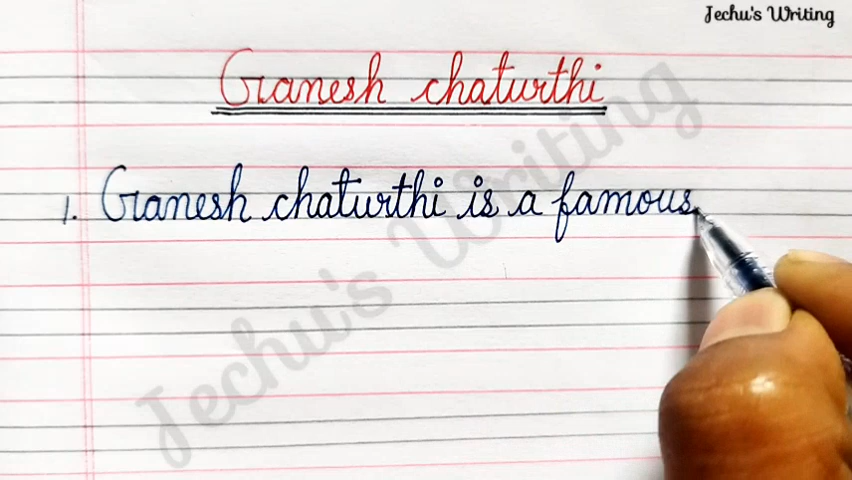 Jechu's Writing
Ganesh chaturthi
1. Ganesh chaturthi is a famous
Jechu's Writing